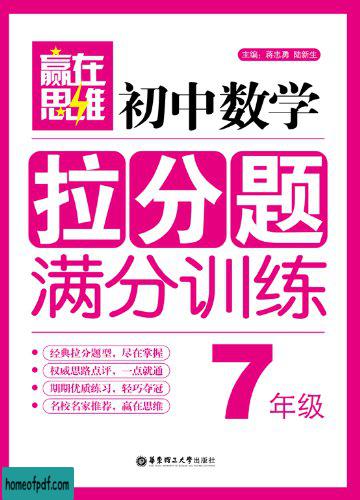 主编：蒋志勇 陆新生
赢在
思维
初中数学
拉分题
满分训练
经典拉分题型，尽在掌握
权威思路点评，一点就通
期期优质练习，轻巧夺冠
名校名家推荐，赢在思维
7年级
华东理工大学出版社
homeofpdf.com